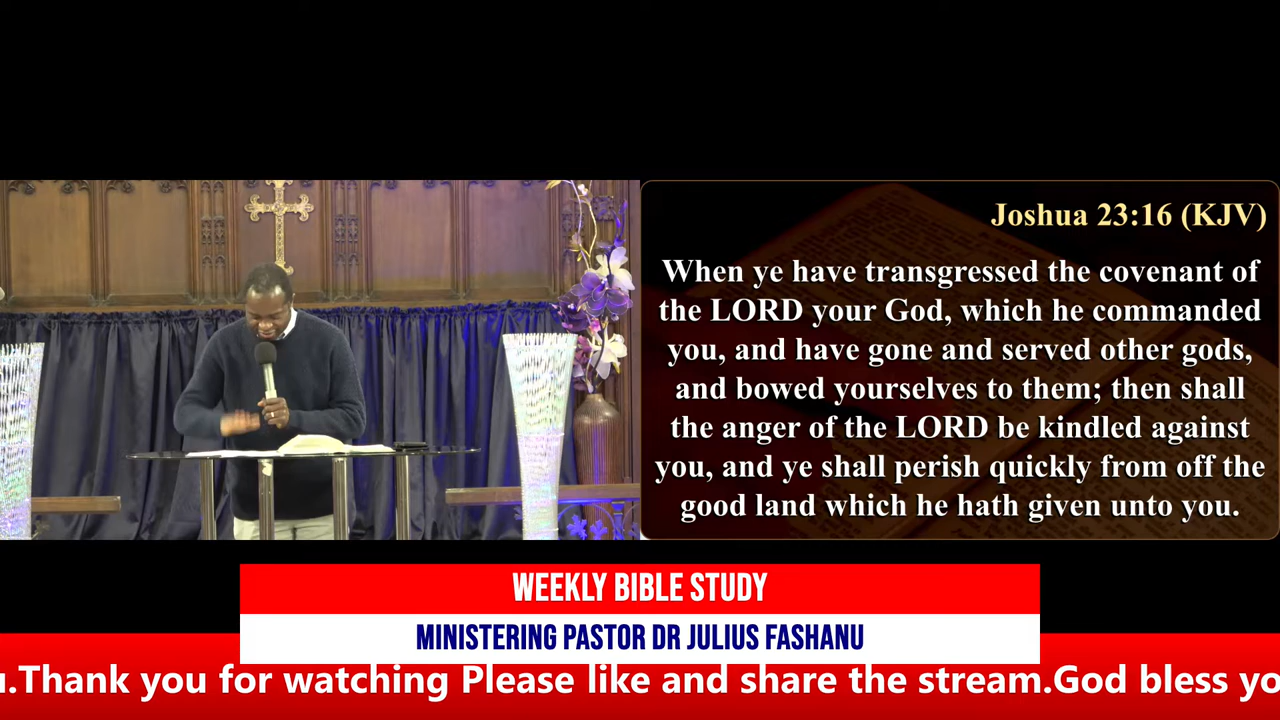 Joshua 23:16 (KJV)
When ye have transgressed the covenant of
the LORD your God, which he commanded
you, and have gone and served other gods,
and bowed yourselves to them; then shall
the anger of the LORD be kindled against
you, and ye shall perish quickly from off the
good land which he hath given unto you.
WEEKLY BIBLE STUDY
MINISTERING PASTOR DR JULIUS FASHANU
u.Thank you for watching Please like and share the stream.God bless yo